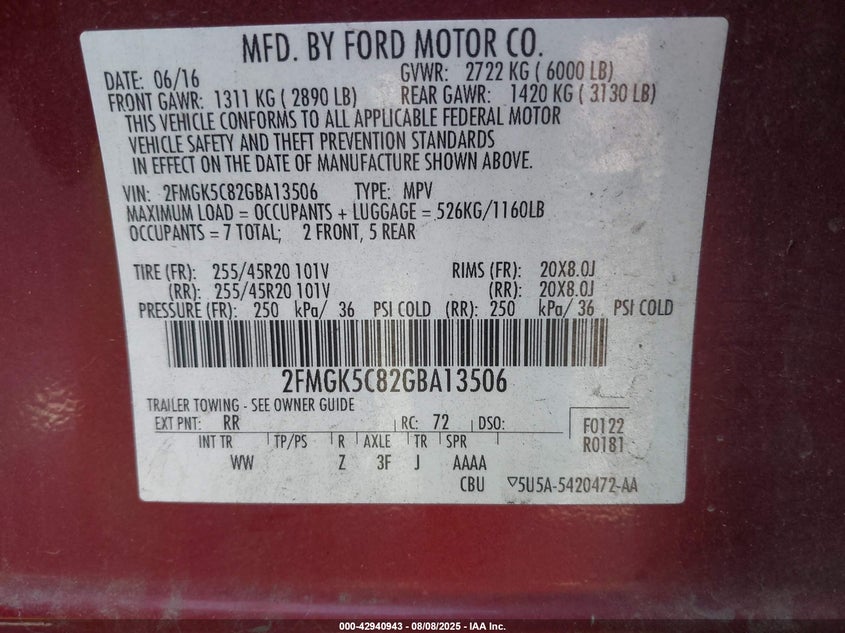 MFD. BY FORD MOTOR CO.
DATE: 06/16 GVWR: 2722 KG ( 6000 LB)
FRONT GAWR: 1311 KG ( 2890 LB) REAR GAWR: 1420 KG ( 3130 LB)
THIS VEHICLE CONFORMS TO ALL APPLICABLE FEDERAL MOTOR
VEHICLE SAFETY AND THEFT PREVENTION STANDARDS
IN EFFECT ON THE DATE OF MANUFACTURE SHOWN ABOVE.
VIN: 2FMGK5C82GBA13506 TYPE: MPV
MAXIMUM LOAD = OCCUPANTS + LUGGAGE = 526KG/1160LB
OCCUPANTS = 7 TOTAL; 2 FRONT, 5 REAR
TIRE (FR): 255/45R20 101V RIMS (FR): 20X8.0J
(RR): 255/45R20 101V (RR): 20X8.0J
PRESSURE (FR): 250 kPa/ 36 PSI COLD (RR): 250 kPa/ 36 PSI COLD
2FMGK5C82GBA13506
TRAILER TOWING - SEE OWNER GUIDE
EXT PNT: RR RC: 72 DSO: F0122
INT TR TP/PS R AXLE TR SPR R0181
WW Z 3F J AAAA
CBU ▽5U5A-5420472-AA
000-42940943 - 08/08/2025 - IAA Inc.